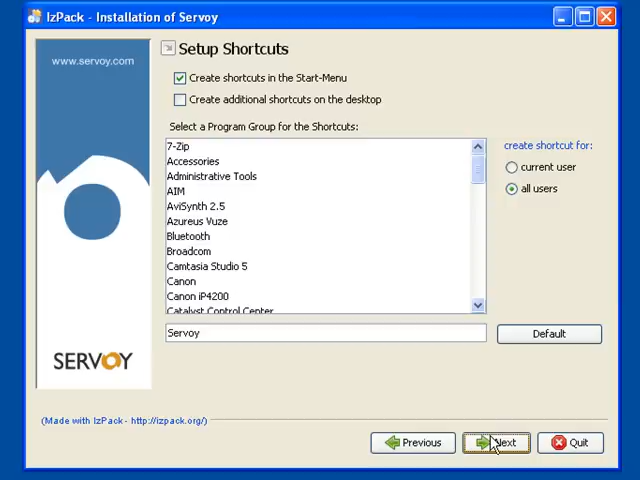 IzPack - Installation of Servoy
www.servoy.com
Setup Shortcuts
Create shortcuts in the Start-Menu
Create additional shortcuts on the desktop
Select a Program Group for the Shortcuts:
7-Zip
Accessories
Administrative Tools
AIM
AviSynth 2.5
Azureus Vuze
Bluetooth
Broadcom
Camtasia Studio 5
Canon
Canon iP4200
Catalyst Control Center
create shortcut for:
current user
all users
Servoy
Default
SERVOY
(Made with IzPack - http://izpack.org/)
Previous
Next
Quit